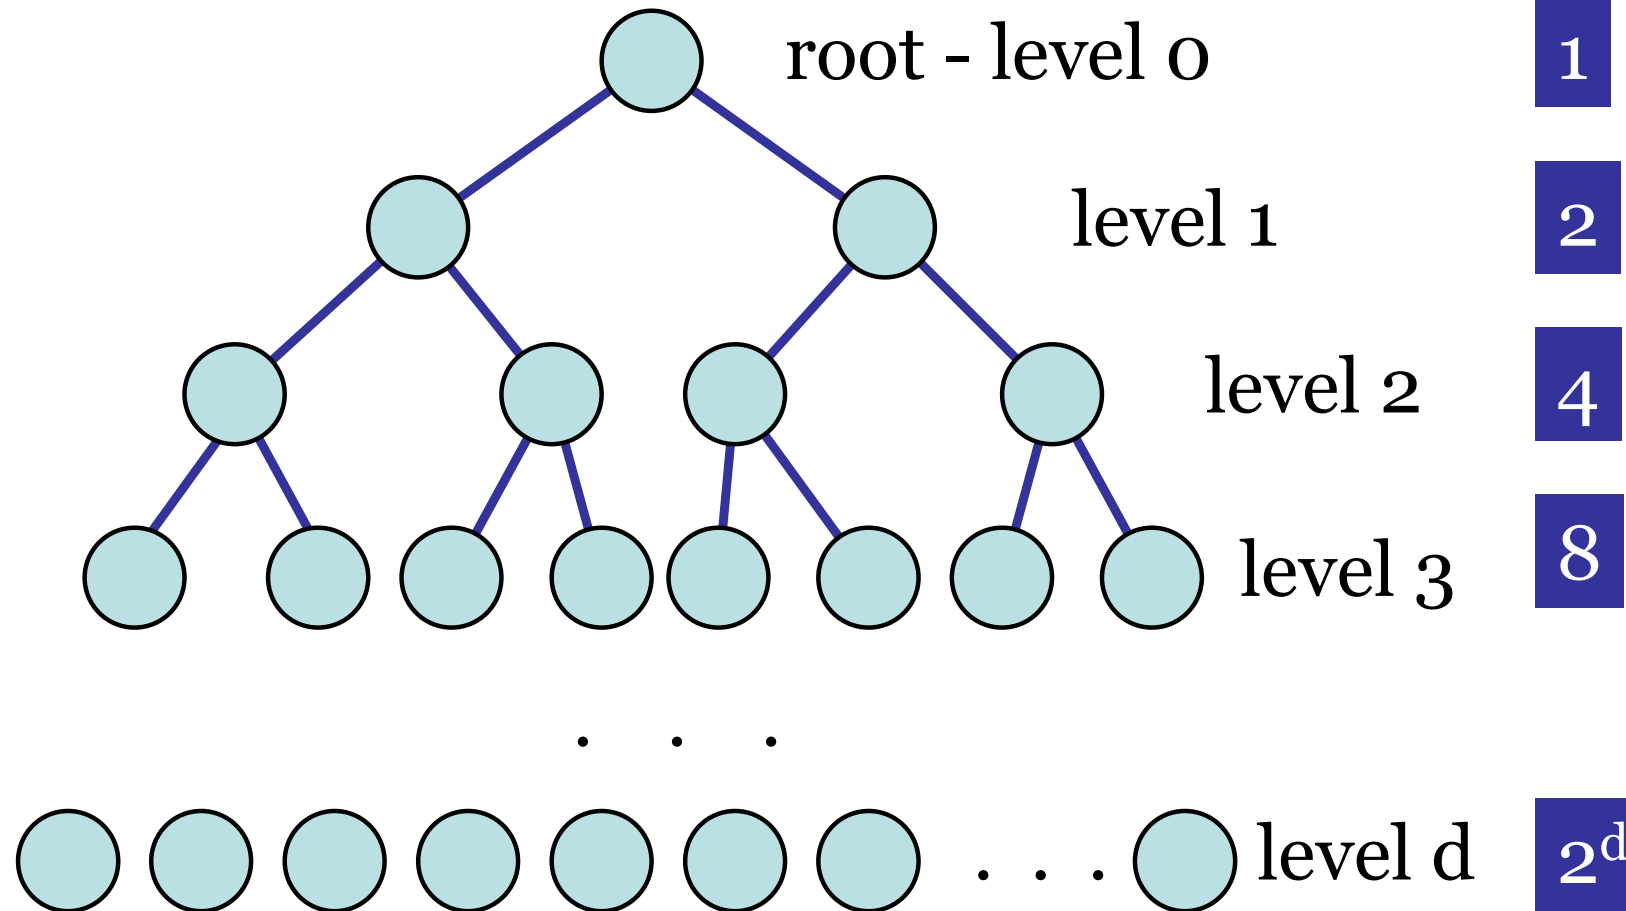 root - level 0 1
level 1 2
level 2 4
level 3 8
. . .
. . . level d 2ᵈ